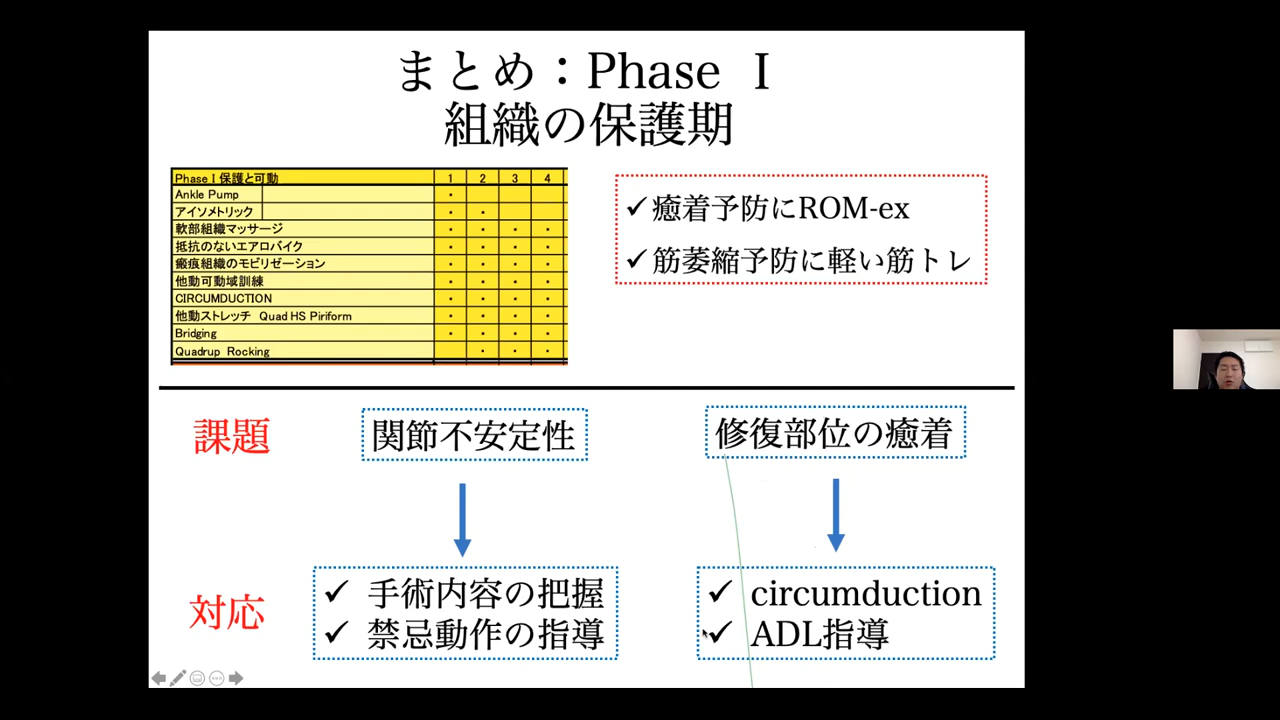 まとめ：Phase Ⅰ
組織の保護期
Phase I 保護と可動 1 2 3 4
Ankle Pump ・
アイソメトリック ・ ・
軟部組織マッサージ ・ ・ ・ ・
抵抗のないエアロバイク ・ ・ ・ ・
瘢痕組織のモビリゼーション ・ ・ ・ ・
他動可動域訓練 ・ ・ ・ ・
CIRCUMDUCTION ・ ・ ・ ・
他動ストレッチ Quad HS Piriform ・ ・ ・ ・
Bridging ・ ・ ・ ・
Quadrup Rocking ・ ・ ・
✓癒着予防にROM-ex
✓筋萎縮予防に軽い筋トレ
課題
関節不安定性
修復部位の癒着
対応
✓ 手術内容の把握
✓ 禁忌動作の指導
✓ circumduction
✓ ADL指導